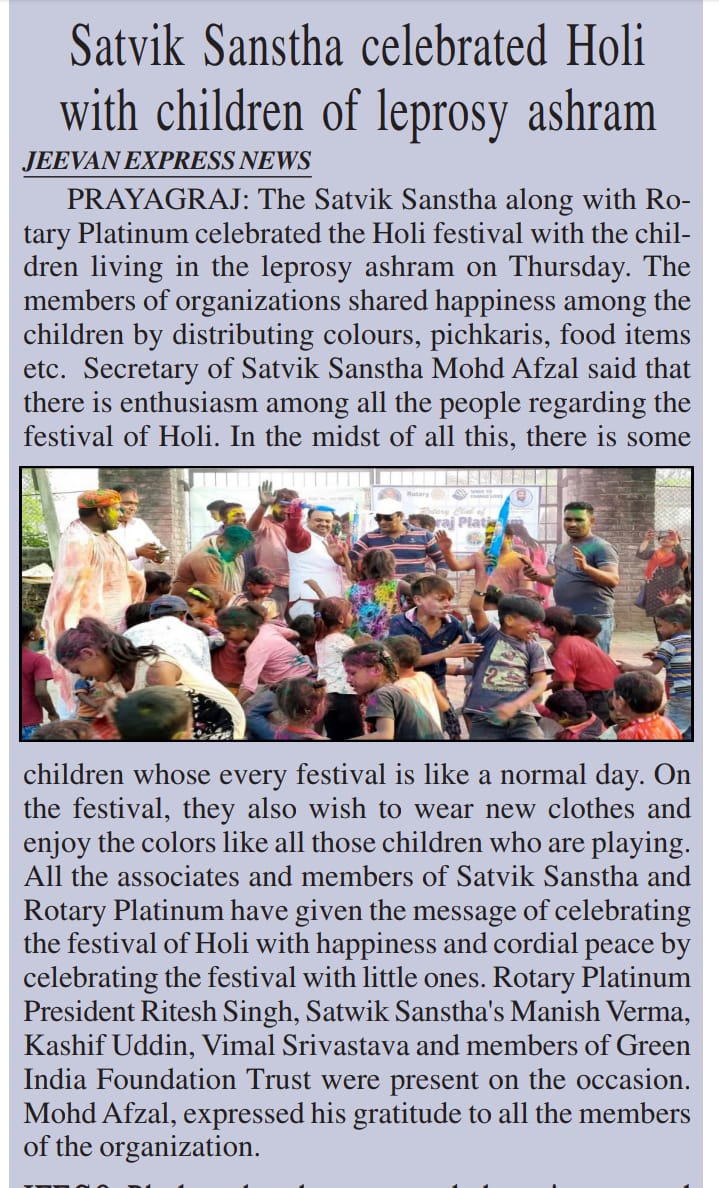 Satvik Sanstha celebrated Holi
with children of leprosy ashram
JEEVAN EXPRESS NEWS
PRAYAGRAJ: The Satvik Sanstha along with Ro-
tary Platinum celebrated the Holi festival with the chil-
dren living in the leprosy ashram on Thursday. The
members of organizations shared happiness among the
children by distributing colours, pichkaris, food items
etc. Secretary of Satvik Sanstha Mohd Afzal said that
there is enthusiasm among all the people regarding the
festival of Holi. In the midst of all this, there is some
Rotary
Rotary Club of
raj Platinum
children whose every festival is like a normal day. On
the festival, they also wish to wear new clothes and
enjoy the colors like all those children who are playing.
All the associates and members of Satvik Sanstha and
Rotary Platinum have given the message of celebrating
the festival of Holi with happiness and cordial peace by
celebrating the festival with little ones. Rotary Platinum
President Ritesh Singh, Satwik Sanstha's Manish Verma,
Kashif Uddin, Vimal Srivastava and members of Green
India Foundation Trust were present on the occasion.
Mohd Afzal, expressed his gratitude to all the members
of the organization.